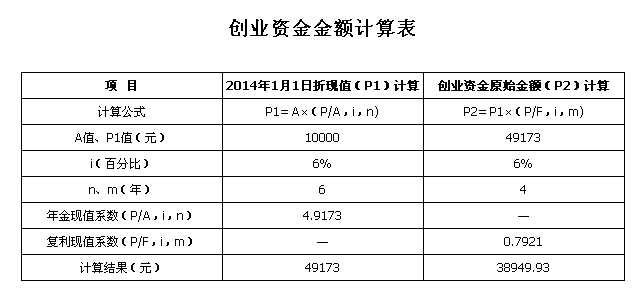 创业资金金额计算表
项 目 2014年1月1日折现值(P1)计算 创业资金原始金额(P2)计算
计算公式 P1=A×(P/A,i,n) P2=P1×(P/F,i,m)
A值、P1值(元) 10000 49173
i(百分比) 6% 6%
n、m(年) 6 4
年金现值系数(P/A,i,n) 4.9173 —
复利现值系数(P/F,i,m) — 0.7921
计算结果(元) 49173 38949.93